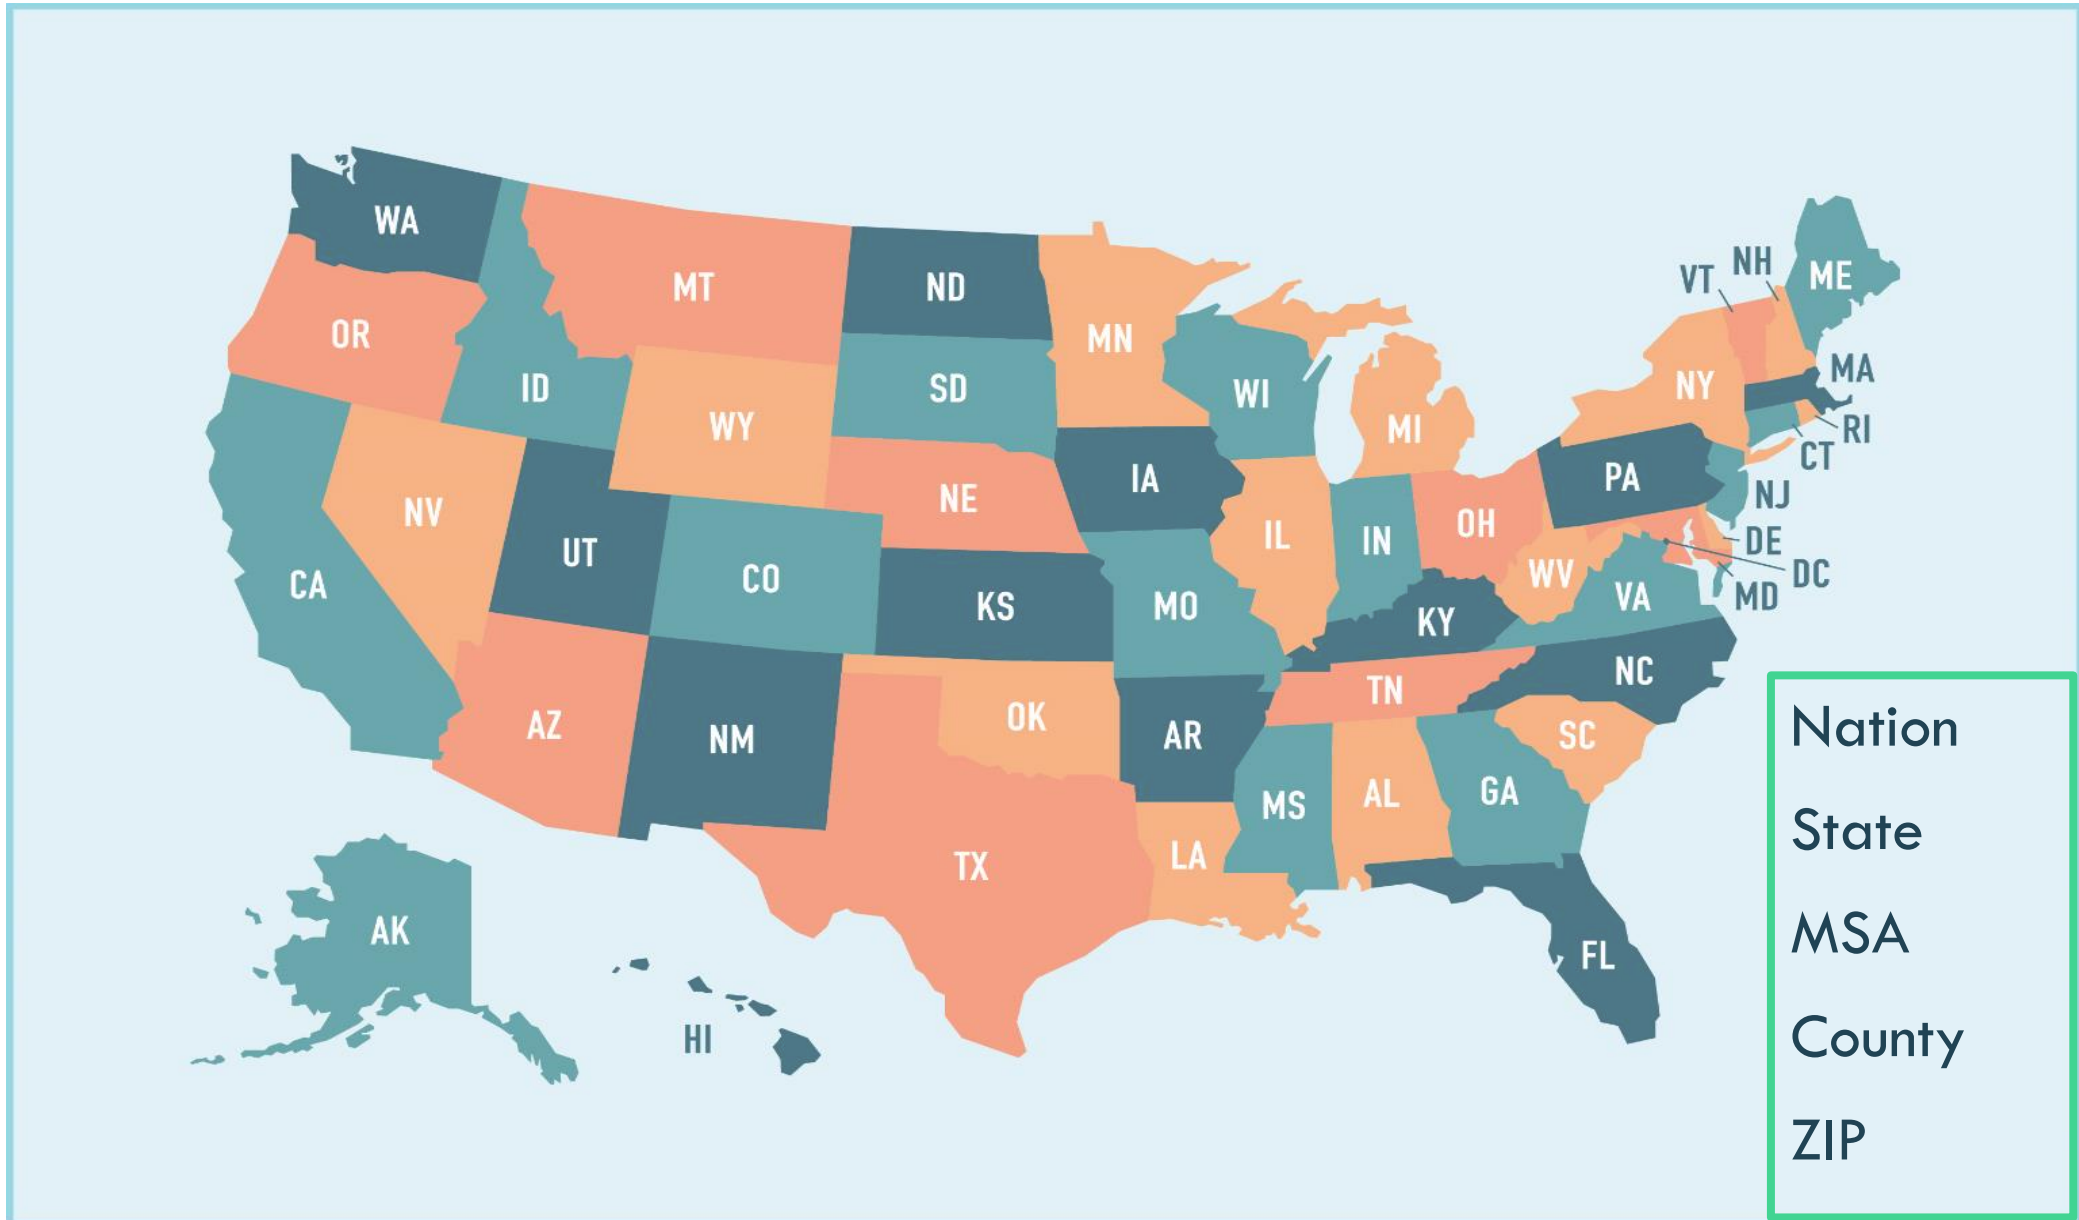 WA
MT
ND
MN
VT
NH
ME
OR
ID
SD
WI
MI
NY
MA
WY
RI
CT
NV
NE
IA
PA
NJ
UT
CO
IL
IN
OH
DE
DC
CA
KS
MO
WV
VA
MD
KY
AZ
NM
OK
AR
TN
NC
SC
MS
AL
GA
TX
LA
AK
HI
FL
Nation
State
MSA
County
ZIP